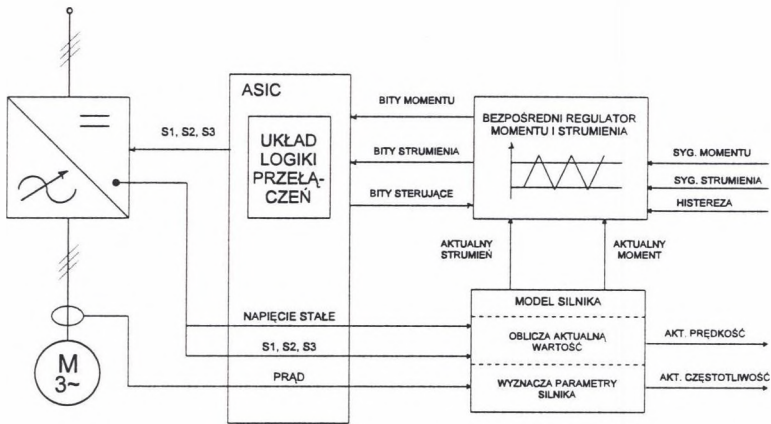 ASIC
S1, S2, S3
UKŁAD
LOGIKI
PRZEŁĄ-
CZEŃ
BITY MOMENTU
BITY STRUMIENIA
BITY STERUJĄCE
BEZPOŚREDNI REGULATOR
MOMENTU I STRUMIENIA
SYG. MOMENTU
SYG. STRUMIENIA
HISTEREZA
AKTUALNY
STRUMIEŃ
AKTUALNY
MOMENT
MODEL SILNIKA
OBLICZA AKTUALNĄ
WARTOŚĆ
WYZNACZA PARAMETRY
SILNIKA
NAPIĘCIE STAŁE
S1, S2, S3
PRĄD
AKT. PRĘDKOŚĆ
AKT. CZĘSTOTLIWOŚĆ
M
3~